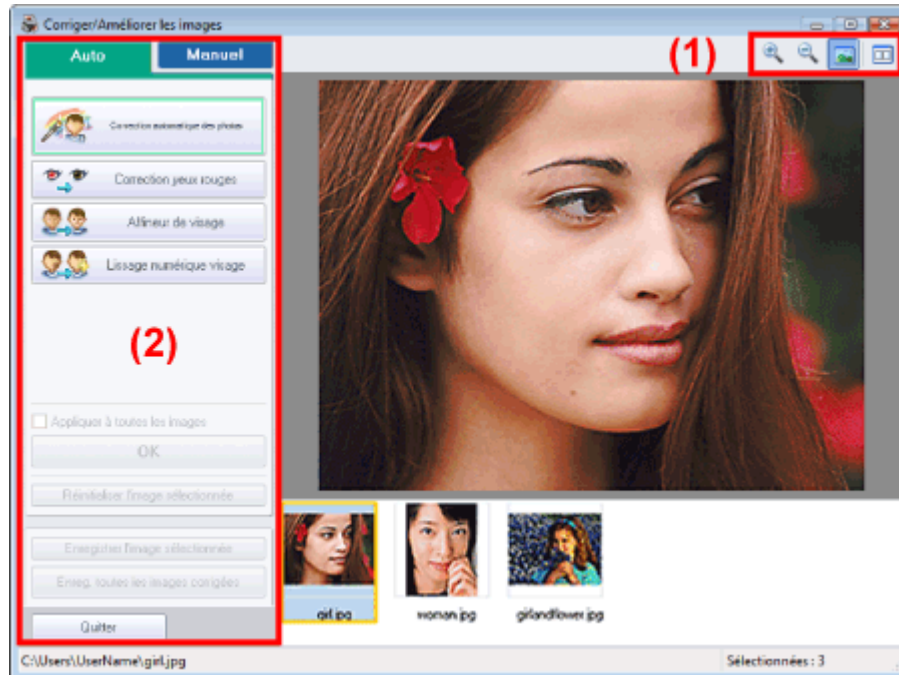 Corriger/Améliorer les images
Auto
Manuel
(1)
Correction automatique des photos
Correction yeux rouges
Affineur de visage
Lissage numérique visage
(2)
Appliquer à toutes les images
OK
Réinitialiser l'image sélectionnée
Enregistrer l'image sélectionnée
Enreg. toutes les images corrigées
Quitter
girl.jpg
woman.jpg
girlandflower.jpg
C:\Users\UserName\girl.jpg
Sélectionnées : 3